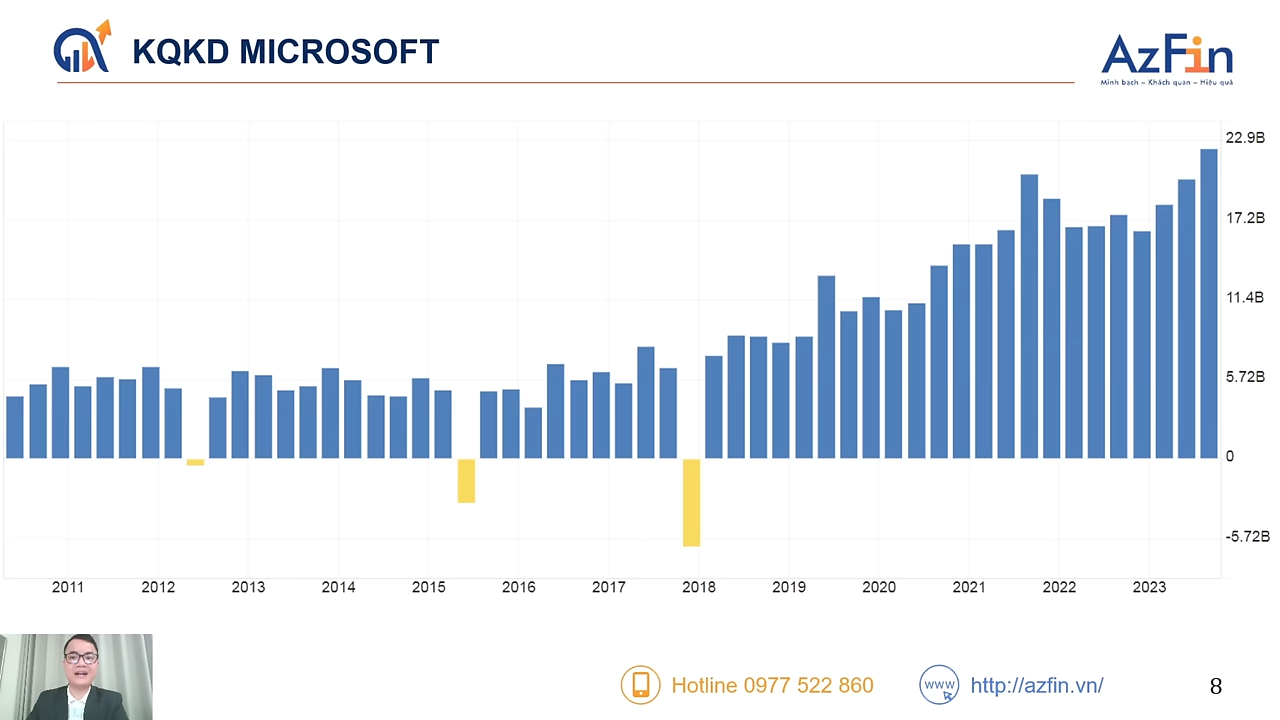 KQKD MICROSOFT
AzFin
Minh bạch – Khách quan – Hiệu quả
22.9B
17.2B
11.4B
5.72B
0
-5.72B
2011 2012 2013 2014 2015 2016 2017 2018 2019 2020 2021 2022 2023
Hotline 0977 522 860
www
http://azfin.vn/
8